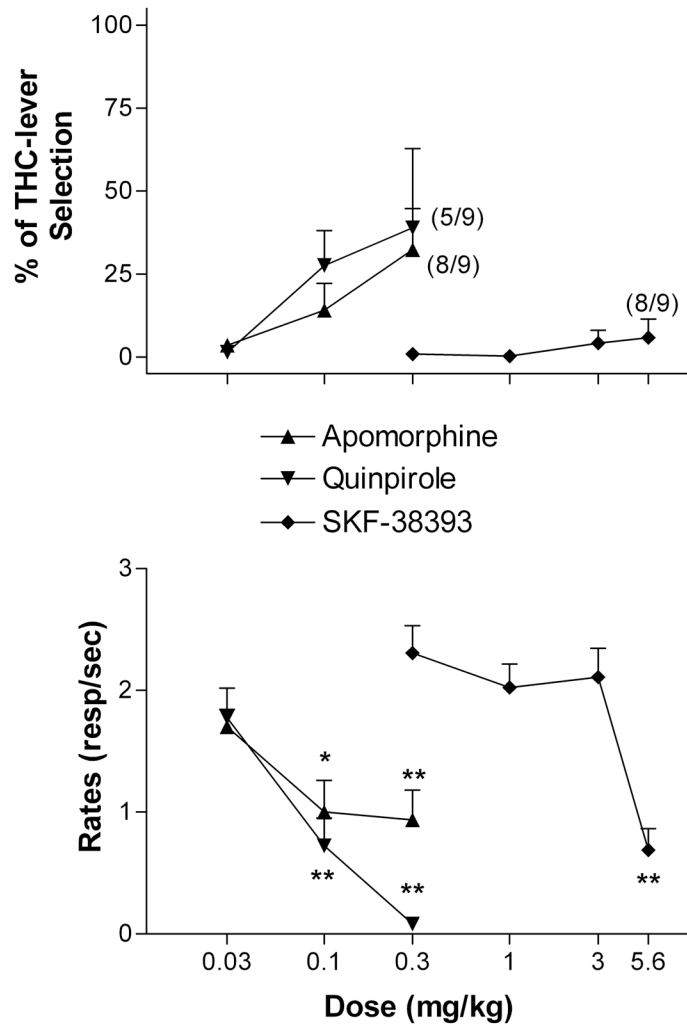 100
75
50
25
0
% of THC-lever
Selection
(5/9)
(8/9)
(8/9)
Apomorphine
Quinpirole
SKF-38393
3
2
1
0
Rates (resp/sec)
*
**
**
**
**
0.03 0.1 0.3 1 3 5.6
Dose (mg/kg)